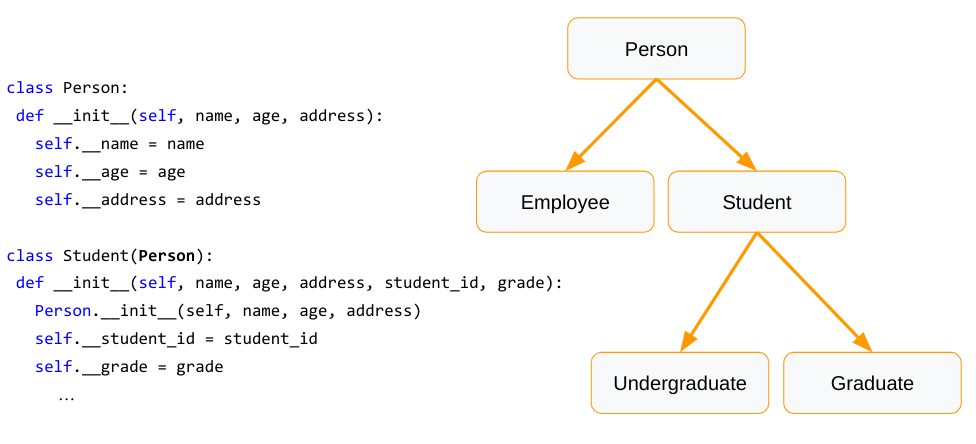 class Person:
 def __init__(self, name, age, address):
   self.__name = name
   self.__age = age
   self.__address = address
class Student(Person):
 def __init__(self, name, age, address, student_id, grade):
   Person.__init__(self, name, age, address)
   self.__student_id = student_id
   self.__grade = grade
     …
Person
Employee
Student
Undergraduate
Graduate